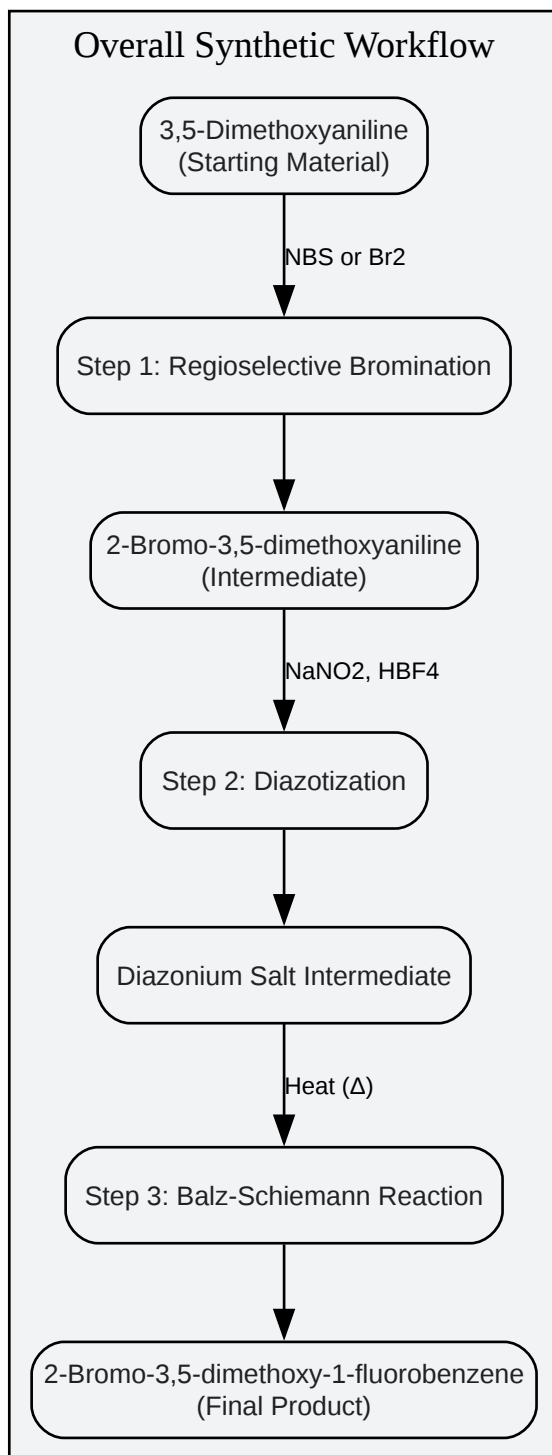 Overall Synthetic Workflow
3,5-Dimethoxyaniline
(Starting Material)
NBS or Br2
Step 1: Regioselective Bromination
2-Bromo-3,5-dimethoxyaniline
(Intermediate)
NaNO2, HBF4
Step 2: Diazotization
Diazonium Salt Intermediate
Heat (Δ)
Step 3: Balz-Schiemann Reaction
2-Bromo-3,5-dimethoxy-1-fluorobenzene
(Final Product)